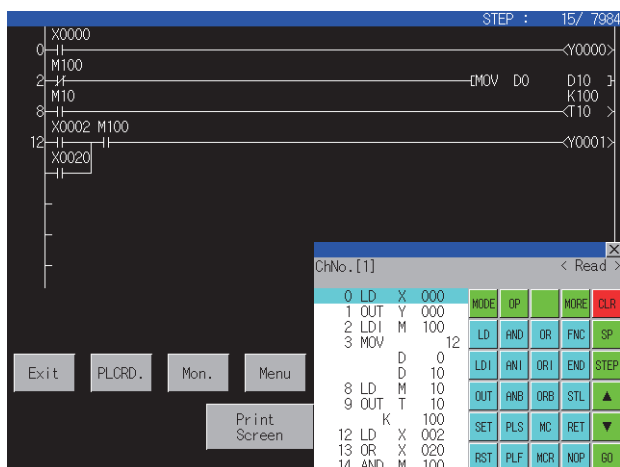 STEP : 15/ 7984
X0000
0 <Y0000>
M100
2 [MOV D0 D10 ]
M10 K100
8 <T10 >
X0002 M100
12 <Y0001>
X0020
ChNo.[1] < Read >
0 LD X 000
1 OUT Y 000
2 LDI M 100
3 MOV 12
D 0
D 10
8 LD M 10
9 OUT T 10
K 100
12 LD X 002
13 OR X 020
14 AND M 100
MODE OP MORE CLR
LD AND OR FNC SP
LDI ANI ORI END STEP
OUT ANB ORB STL ▲
SET PLS MC RET ▼
RST PLF MCR NOP GO
Exit PLCRD. Mon. Menu
Print
Screen